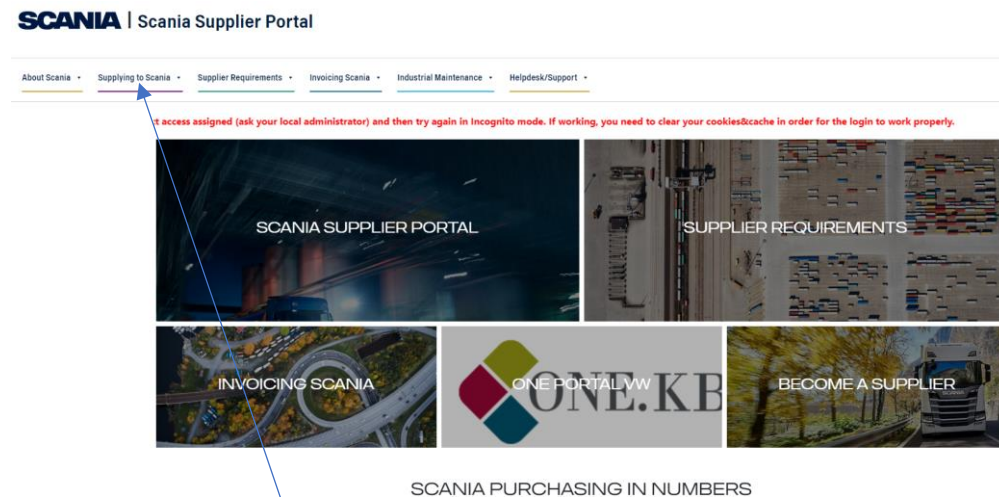 SCANIA | Scania Supplier Portal
About Scania Supplying to Scania Supplier Requirements Invoicing Scania Industrial Maintenance Helpdesk/Support
access assigned (ask your local administrator) and then try again in Incognito mode. If working, you need to clear your cookies&cache in order for the login to work properly.
SCANIA SUPPLIER PORTAL
SUPPLIER REQUIREMENTS
INVOICING SCANIA
ONE PORTAL VW
ONE.KB
BECOME A SUPPLIER
SCANIA
SCANIA PURCHASING IN NUMBERS